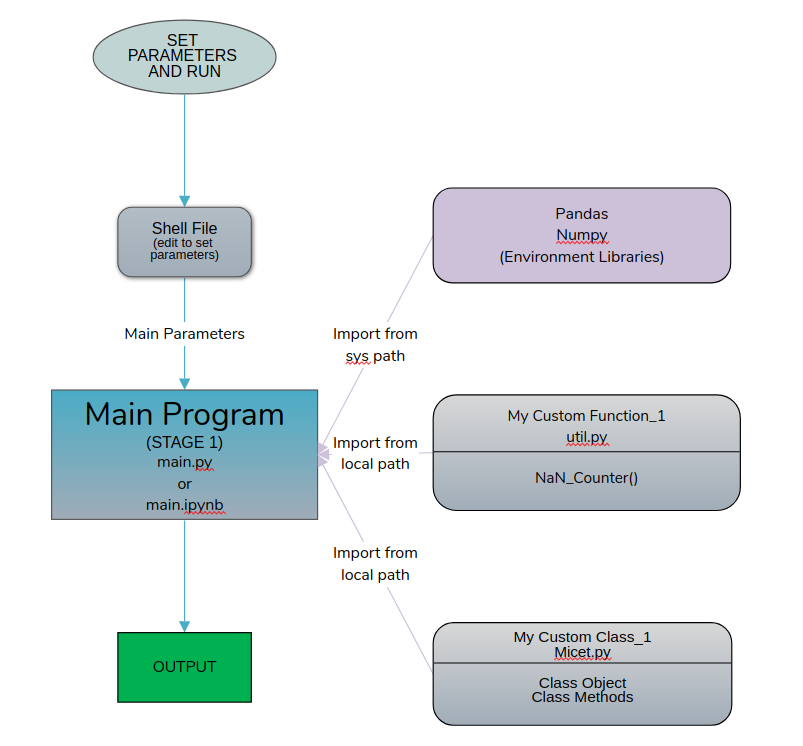 SET
PARAMETERS
AND RUN
Shell File
(edit to set
parameters)
Main Parameters
Main Program
(STAGE 1)
main.py
or
main.ipynb
OUTPUT
Pandas
Numpy
(Environment Libraries)
Import from
sys path
My Custom Function_1
util.py
NaN_Counter()
Import from
local path
Import from
local path
My Custom Class_1
Micet.py
Class Object
Class Methods